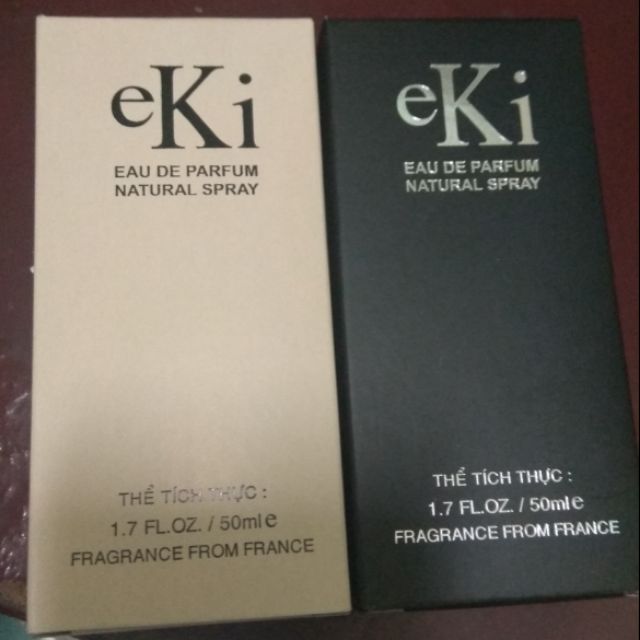 eKi
EAU DE PARFUM
NATURAL SPRAY
THỂ TÍCH THỰC :
1.7 FL.OZ. / 50ml e
FRAGRANCE FROM FRANCE
eKi
EAU DE PARFUM
NATURAL SPRAY
THỂ TÍCH THỰC :
1.7 FL.OZ. / 50ml e
FRAGRANCE FROM FRANCE